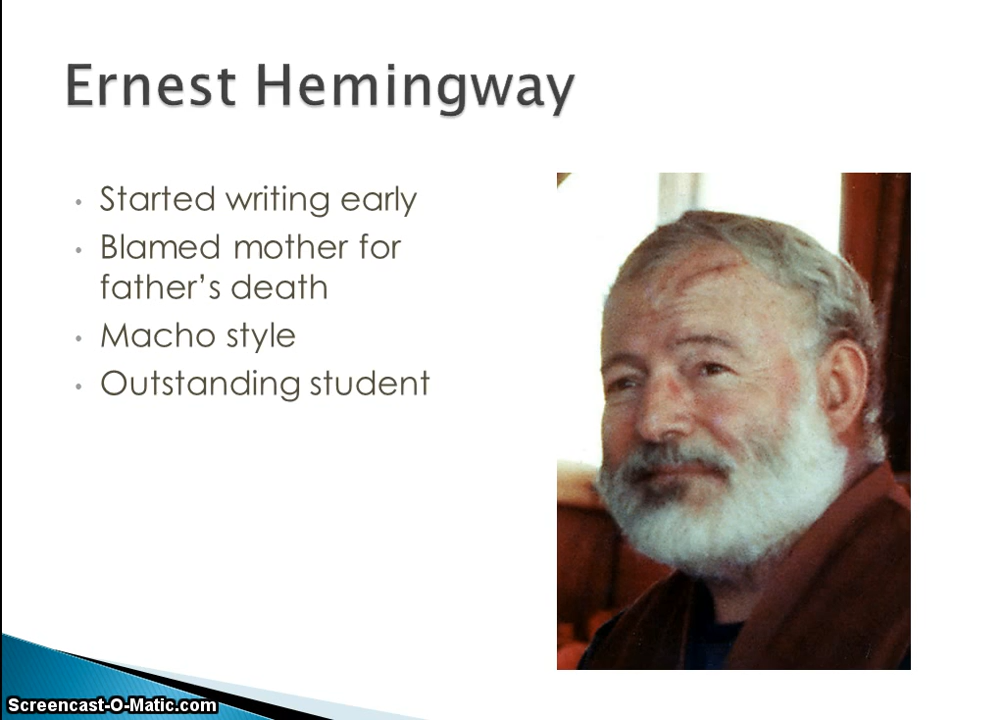 Ernest Hemingway
• Started writing early
• Blamed mother for
father’s death
• Macho style
• Outstanding student
Screencast-O-Matic.com